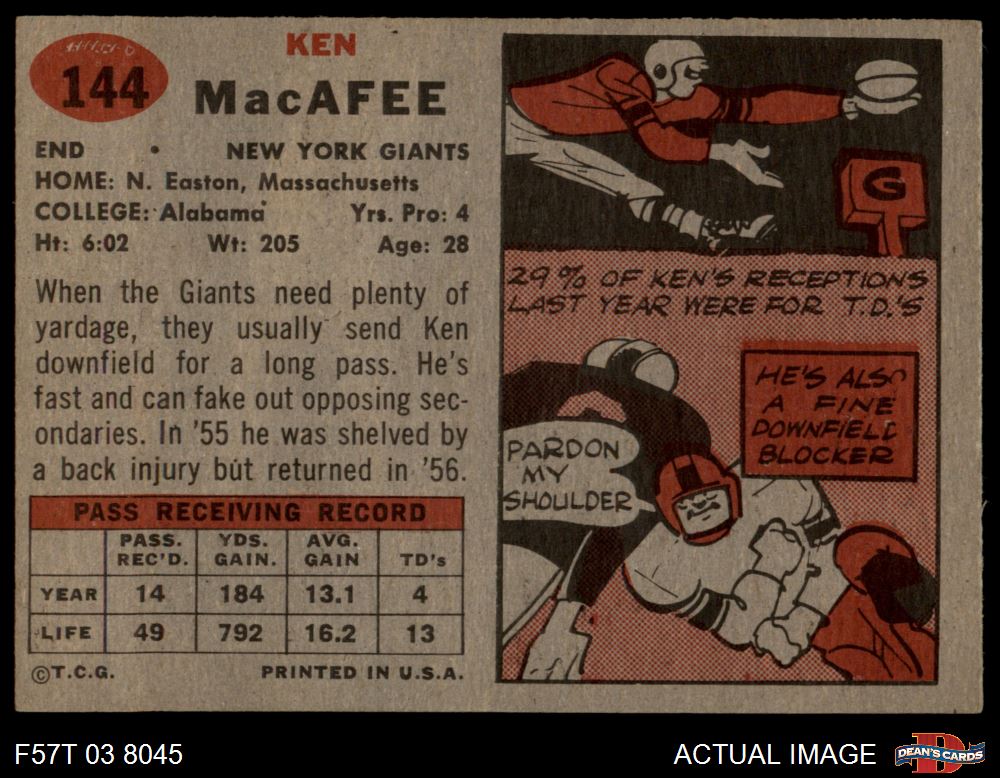 144
KEN
MacAFEE
END • NEW YORK GIANTS
HOME: N. Easton, Massachusetts
COLLEGE: Alabama Yrs. Pro: 4
Ht: 6:02 Wt: 205 Age: 28
When the Giants need plenty of
yardage, they usually send Ken
downfield for a long pass. He's
fast and can fake out opposing sec-
ondaries. In '55 he was shelved by
a back injury but returned in '56.
PASS RECEIVING RECORD
PASS. REC'D. YDS. GAIN. AVG. GAIN TD's
YEAR 14 184 13.1 4
LIFE 49 792 16.2 13
©T.C.G. PRINTED IN U.S.A.
G
29% OF KEN'S RECEPTIONS
LAST YEAR WERE FOR T.D.'S
HE'S ALSO
A FINE
DOWNFIELD
BLOCKER
PARDON
MY
SHOULDER
F57T 03 8045
ACTUAL IMAGE
DEAN'S CARDS